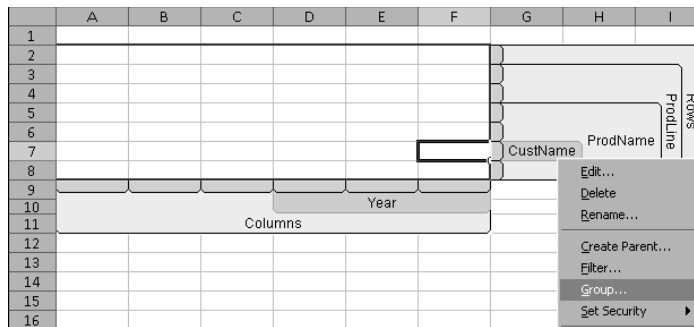 A B C D E F G H I
1
2
3
4
5
6
7 CustName ProdName ProdLine Rows
8 Edit...
9 Delete
10 Year Rename...
11 Columns
12 Create Parent...
13 Filter...
14 Group...
15 Set Security
16